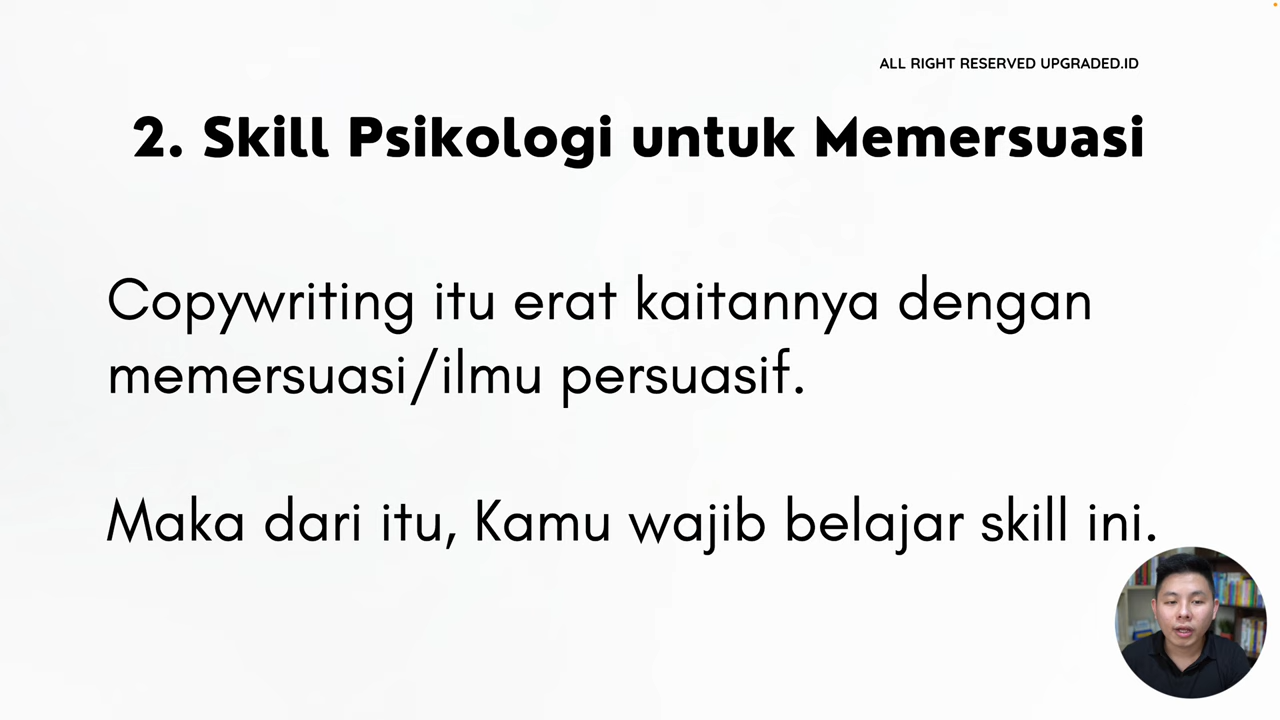 ALL RIGHT RESERVED UPGRADED.ID
2. Skill Psikologi untuk Memersuasi
Copywriting itu erat kaitannya dengan
memersuasi/ilmu persuasif.
Maka dari itu, Kamu wajib belajar skill ini.